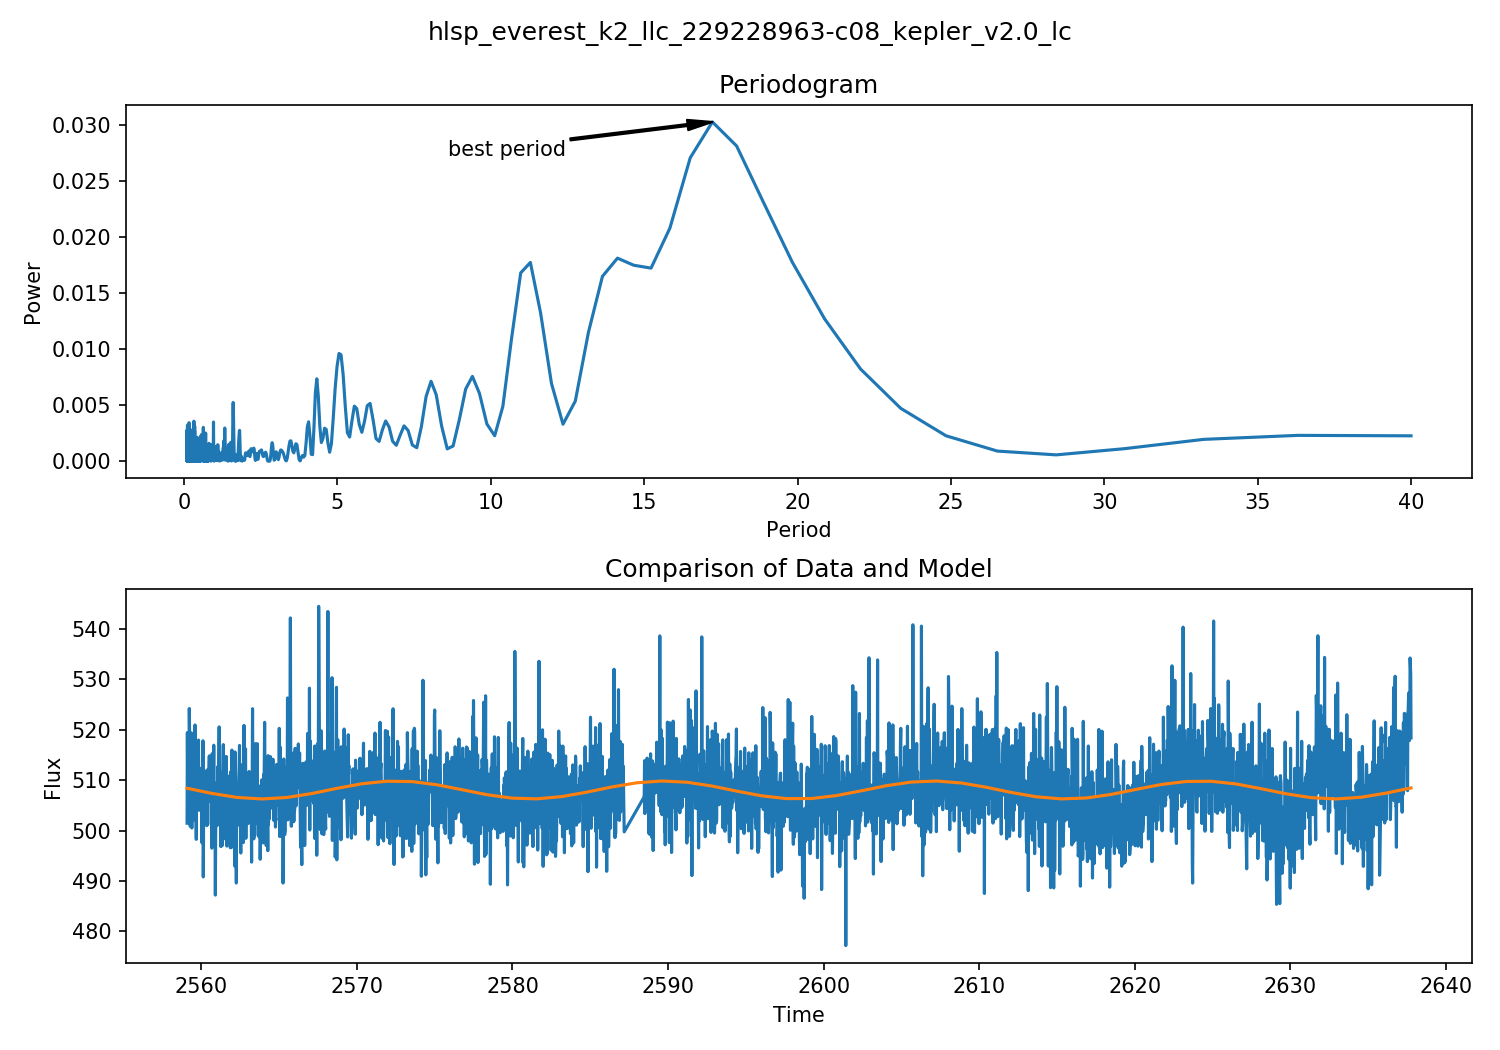 hlsp_everest_k2_llc_229228963-c08_kepler_v2.0_lc
Periodogram
0.030
0.025
0.020
0.015
0.010
0.005
0.000
Power
best period
0 5 10 15 20 25 30 35 40
Period
Comparison of Data and Model
540
530
520
510
500
490
480
Flux
2560 2570 2580 2590 2600 2610 2620 2630 2640
Time